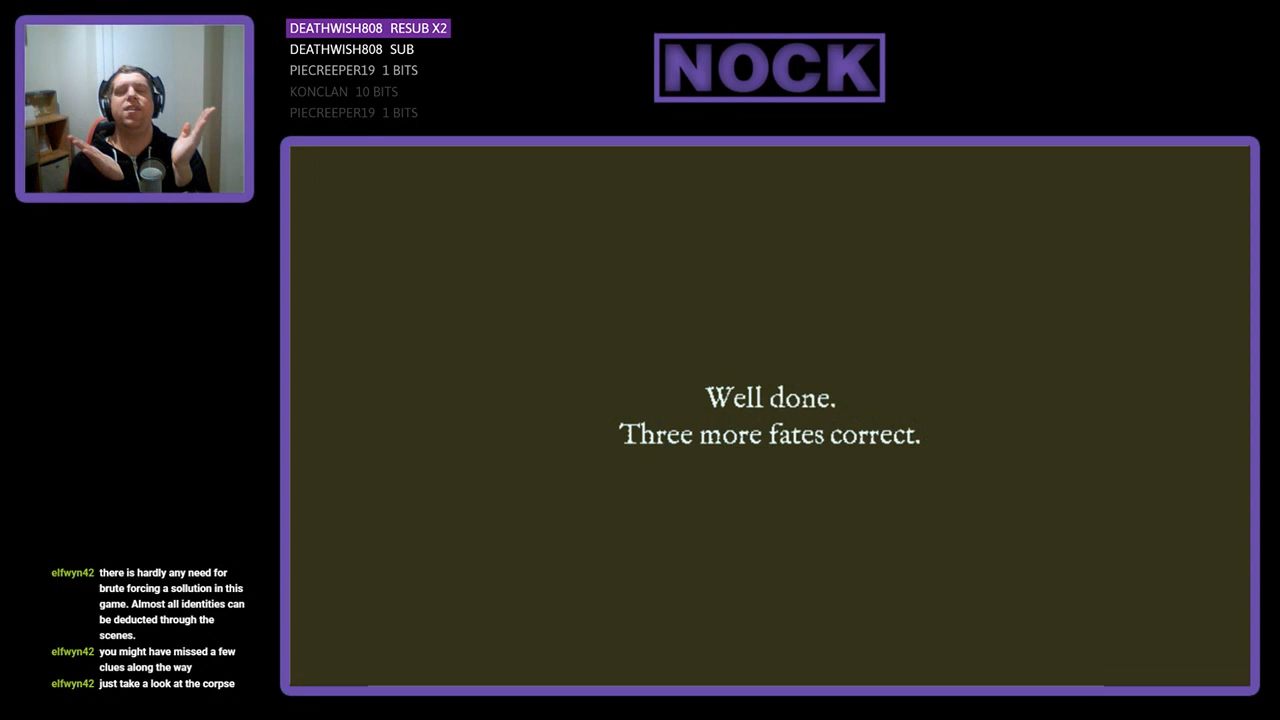 DEATHWISH808 RESUB X2
DEATHWISH808 SUB
PIECREEPER19 1 BITS
KONCLAN 10 BITS
PIECREEPER19 1 BITS
NOCK
Well done.
Three more fates correct.
elfwyn42 there is hardly any need for
brute forcing a sollution in this
game. Almost all identities can
be deducted through the
scenes.
elfwyn42 you might have missed a few
clues along the way
elfwyn42 just take a look at the corpse